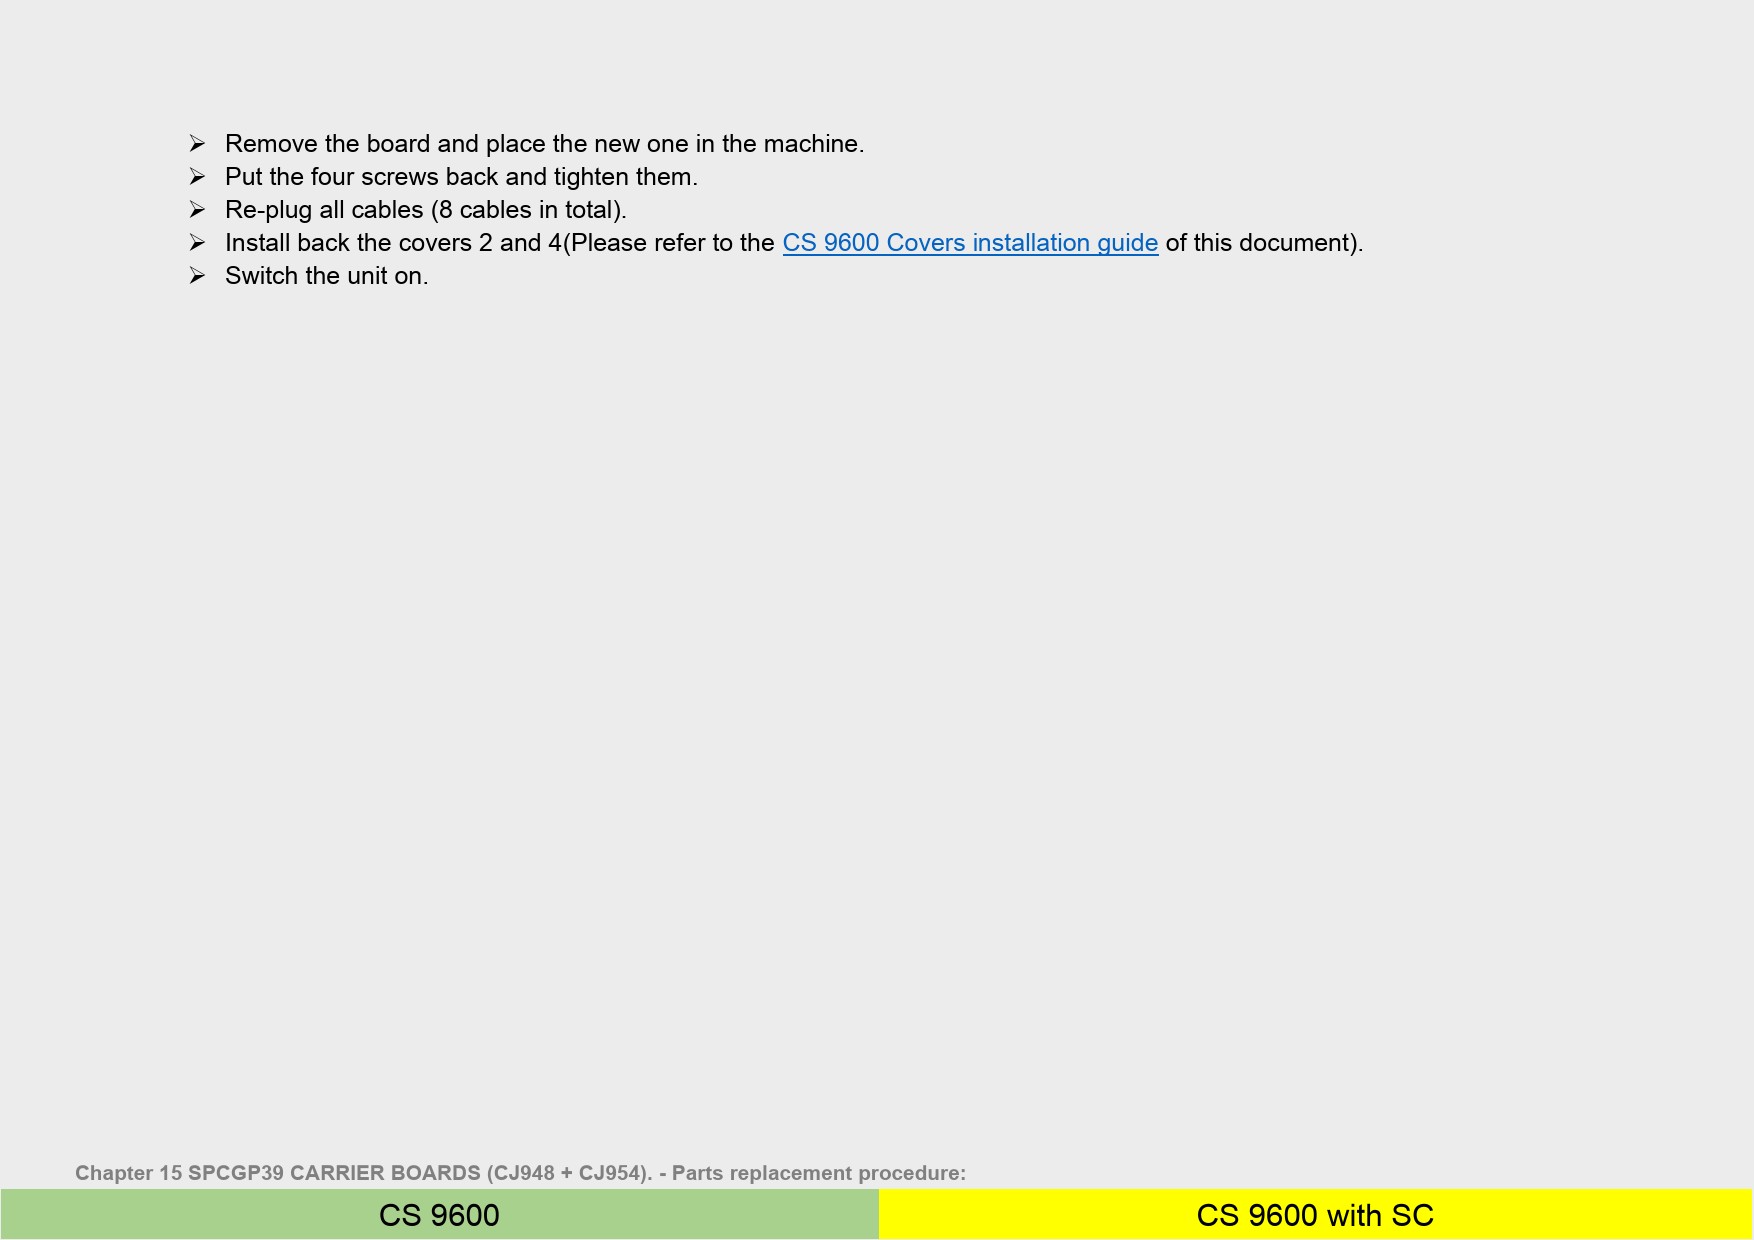 ➢ Remove the board and place the new one in the machine.
➢ Put the four screws back and tighten them.
➢ Re-plug all cables (8 cables in total).
➢ Install back the covers 2 and 4(Please refer to the CS 9600 Covers installation guide of this document).
➢ Switch the unit on.
Chapter 15 SPCGP39 CARRIER BOARDS (CJ948 + CJ954). - Parts replacement procedure:
CS 9600
CS 9600 with SC